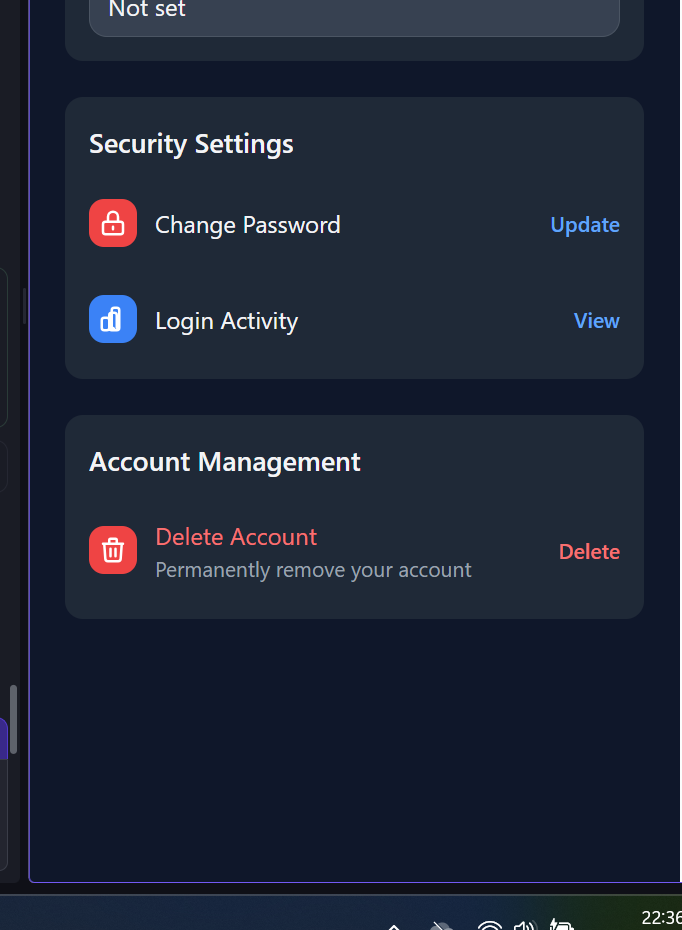 Not set
Security Settings
Change Password
Update
Login Activity
View
Account Management
Delete Account
Permanently remove your account
Delete
22:36